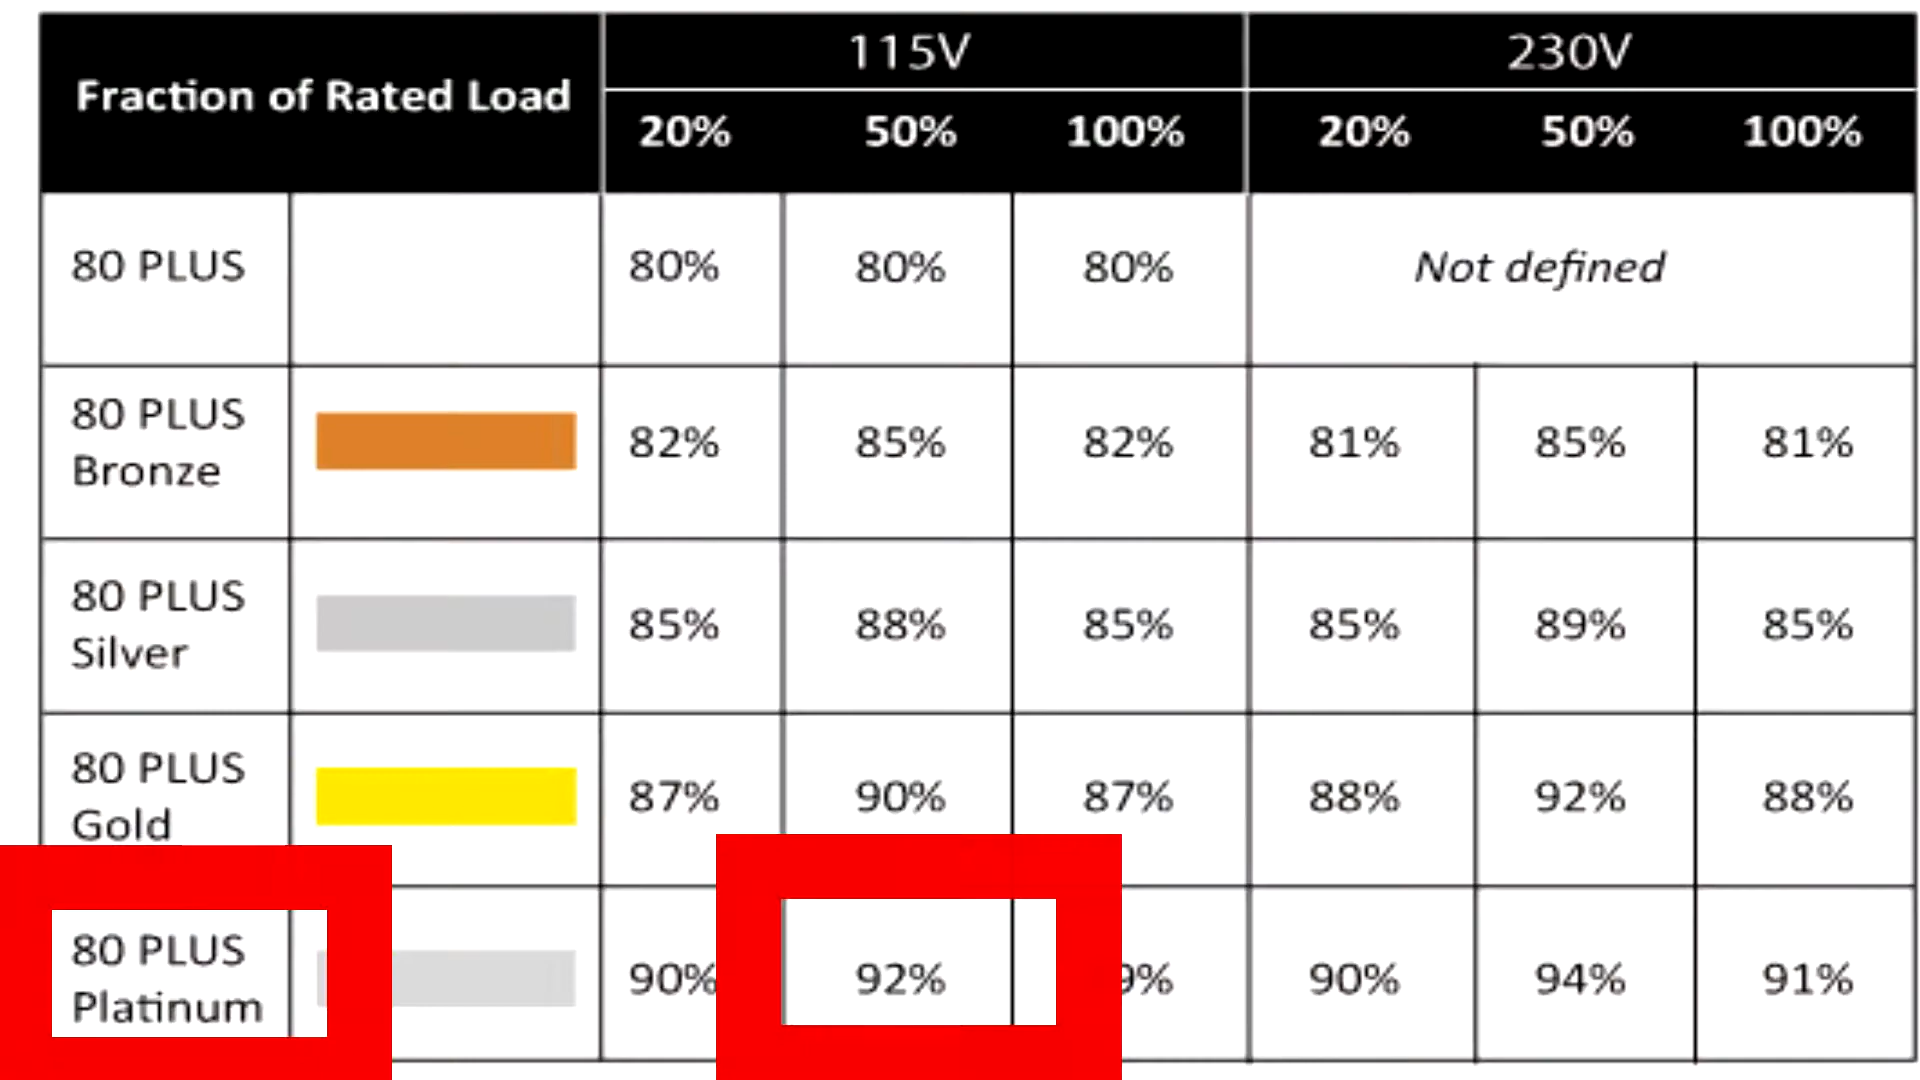 115V 230V
Fraction of Rated Load
20% 50% 100% 20% 50% 100%
80 PLUS 80% 80% 80% Not defined
80 PLUS
Bronze
82% 85% 82% 81% 85% 81%
80 PLUS
Silver
85% 88% 85% 85% 89% 85%
80 PLUS
Gold
87% 90% 87% 88% 92% 88%
80 PLUS
Platinum
90% 92% 9% 90% 94% 91%